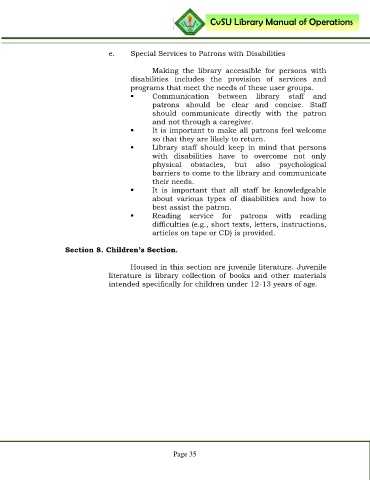 CvSU Library Manual of Operations
e. Special Services to Patrons with Disabilities
Making the library accessible for persons with
disabilities includes the provision of services and
programs that meet the needs of these user groups.
▪ Communication between library staff and
patrons should be clear and concise. Staff
should communicate directly with the patron
and not through a caregiver.
▪ It is important to make all patrons feel welcome
so that they are likely to return.
▪ Library staff should keep in mind that persons
with disabilities have to overcome not only
physical obstacles, but also psychological
barriers to come to the library and communicate
their needs.
▪ It is important that all staff be knowledgeable
about various types of disabilities and how to
best assist the patron.
▪ Reading service for patrons with reading
difficulties (e.g., short texts, letters, instructions,
articles on tape or CD) is provided.
Section 8. Children's Section.
Housed in this section are juvenile literature. Juvenile
literature is library collection of books and other materials
intended specifically for children under 12-13 years of age.
Page 35